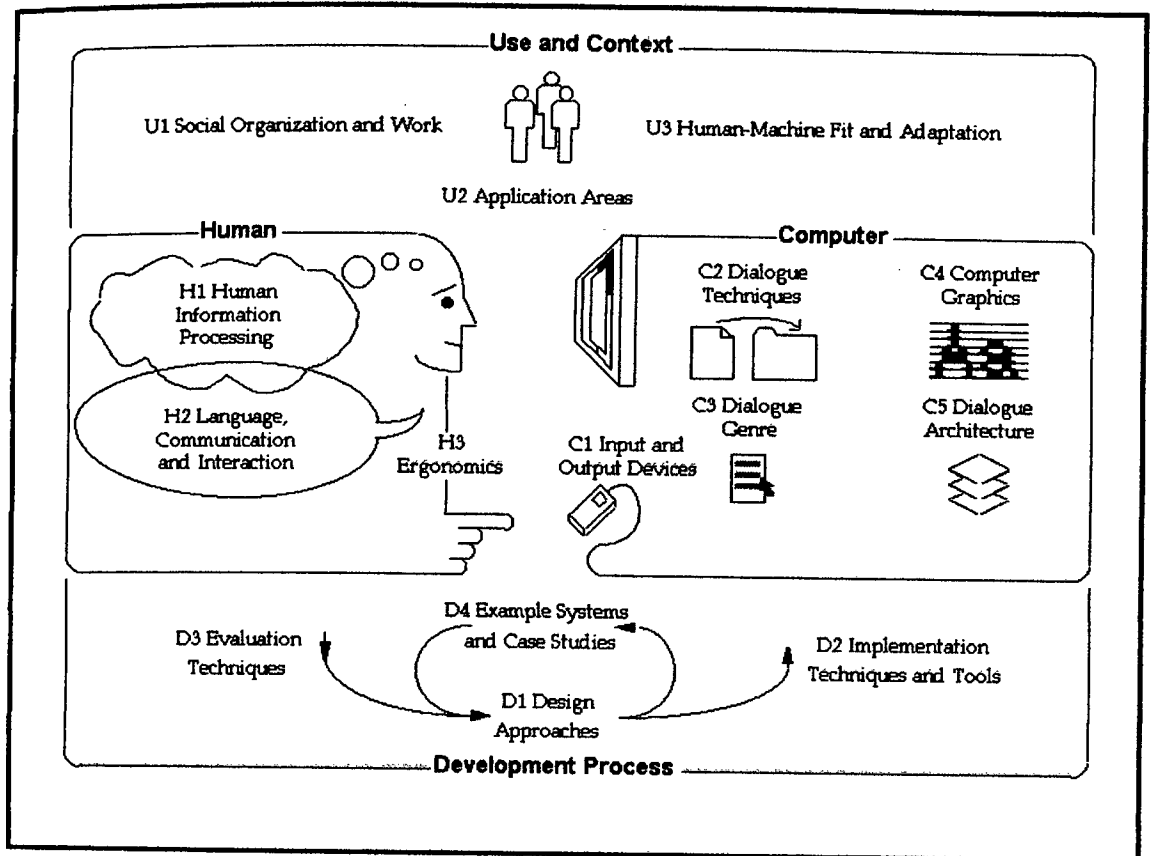 Use and Context
U1 Social Organization and Work
U3 Human-Machine Fit and Adaptation
U2 Application Areas
Human
H1 Human
Information
Processing
H2 Language,
Communication
and Interaction
H3
Ergonomics
Computer
C2 Dialogue
Techniques
C4 Computer
Graphics
C3 Dialogue
Genre
C5 Dialogue
Architecture
C1 Input and
Output Devices
D3 Evaluation
Techniques
D4 Example Systems
and Case Studies
D1 Design
Approaches
D2 Implementation
Techniques and Tools
Development Process